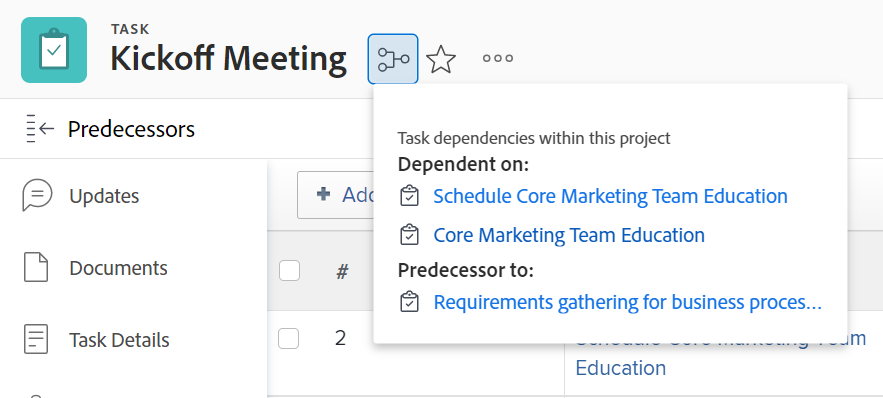 TASK
Kickoff Meeting
Predecessors
Task dependencies within this project
Dependent on:
Schedule Core Marketing Team Education
Core Marketing Team Education
Predecessor to:
Requirements gathering for business proces...
Updates
Documents
Task Details
#
2
Education